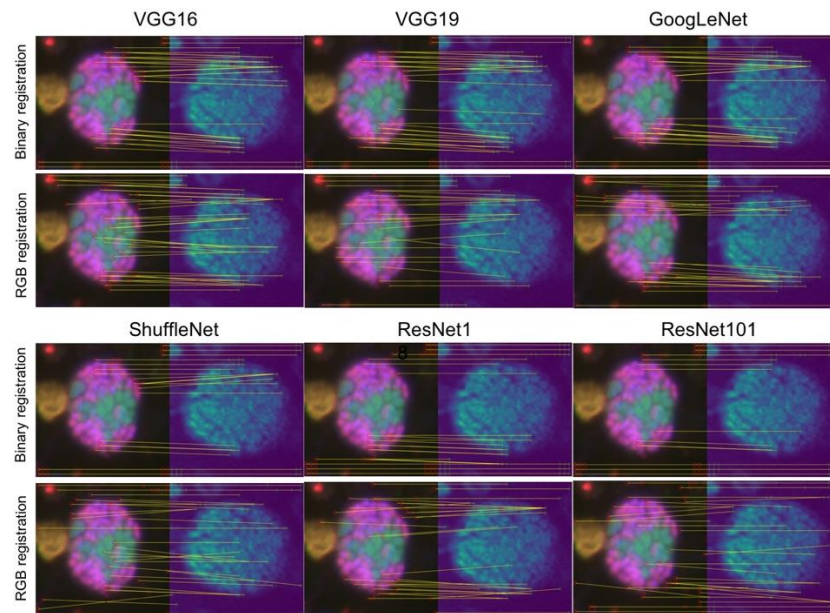 VGG16 VGG19 GoogLeNet
Binary registration
RGB registration
ShuffleNet ResNet1 ResNet101
8
Binary registration
RGB registration